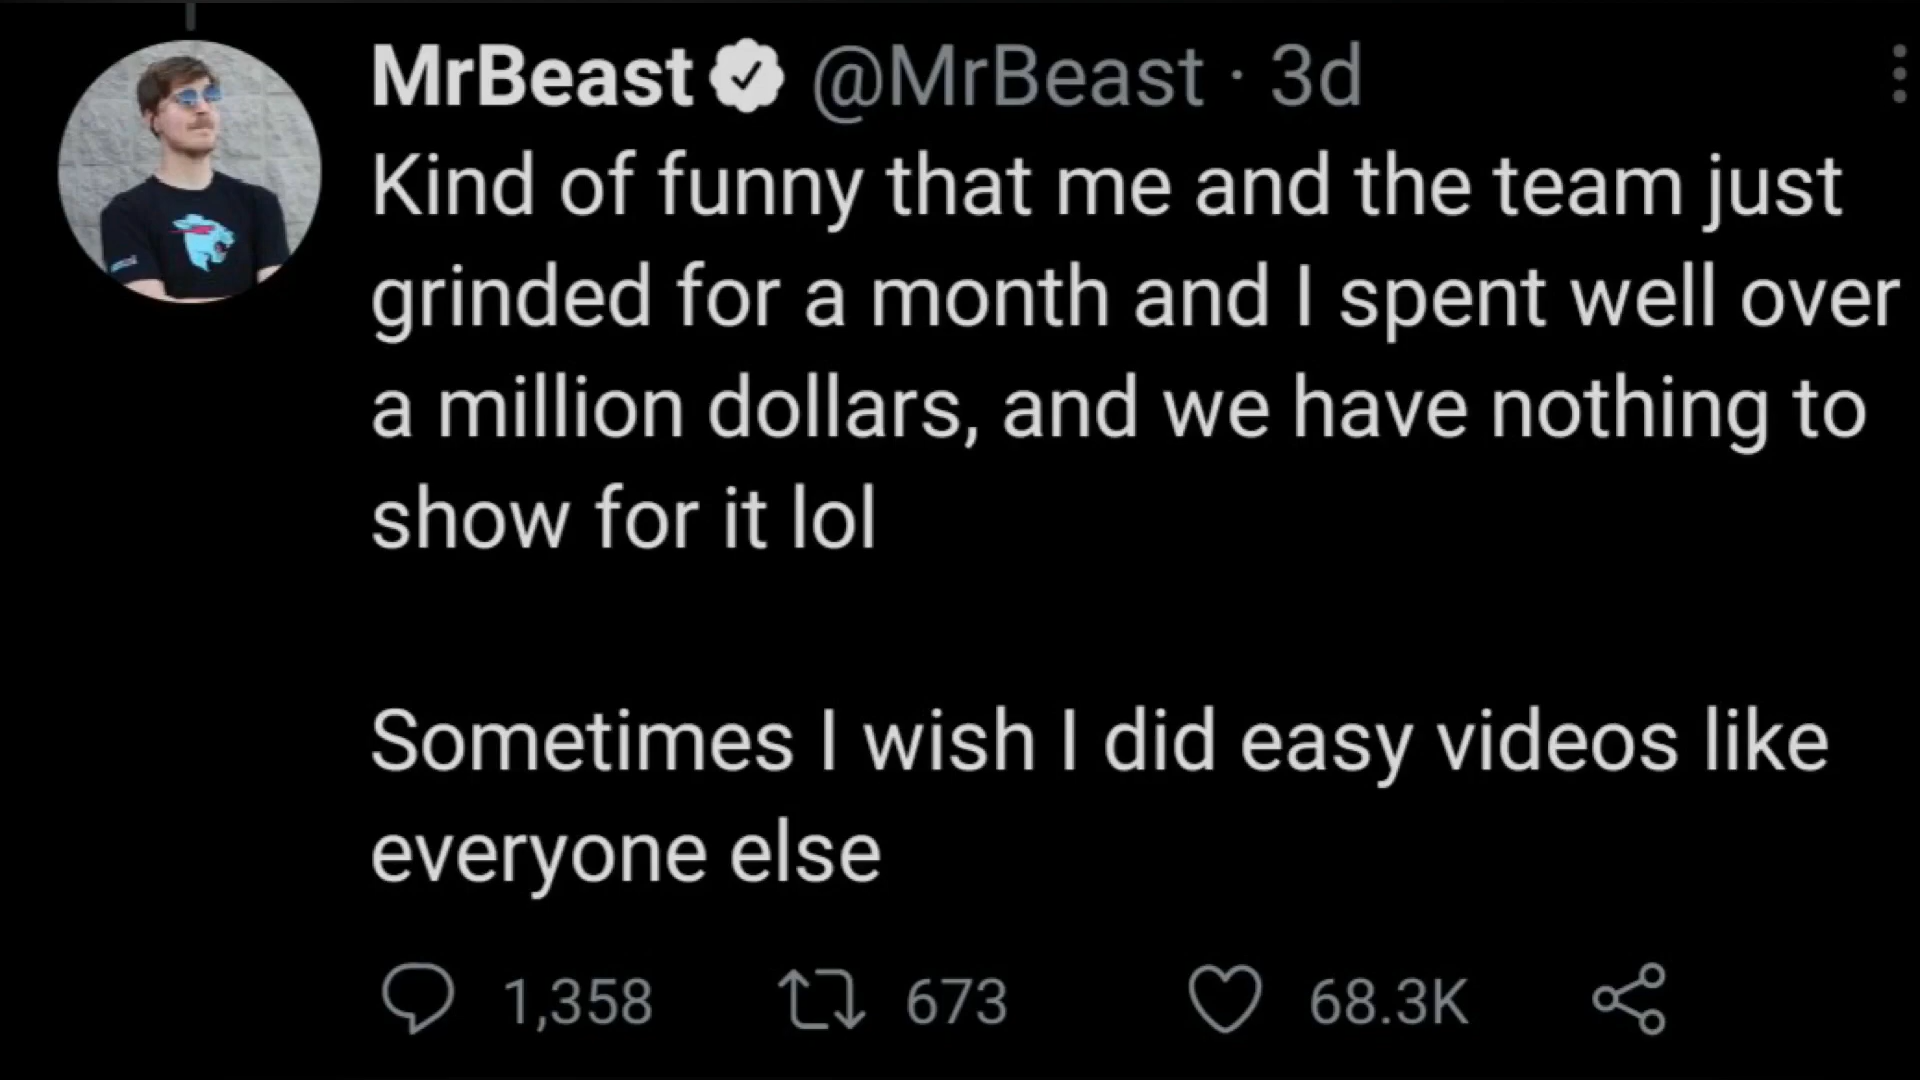 MrBeast @MrBeast · 3d
Kind of funny that me and the team just
grinded for a month and I spent well over
a million dollars, and we have nothing to
show for it lol
Sometimes I wish I did easy videos like
everyone else
1,358 673 68.3K